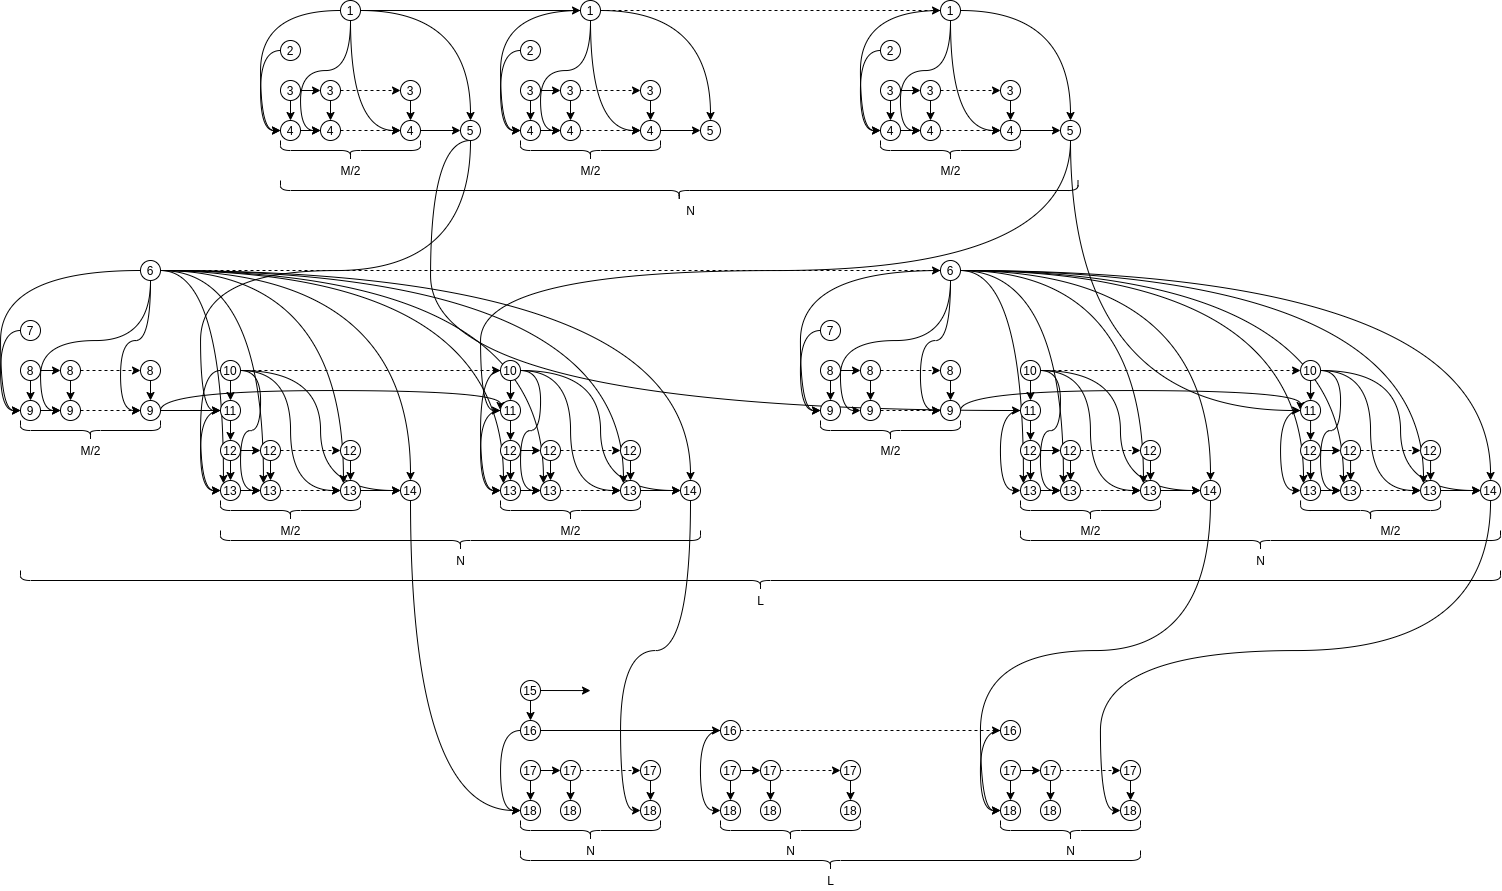 1 1 1
2 2 2
3 3 3 3 3 3 3 3 3
4 4 4 5 4 4 4 5 4 4 4 5
M/2 M/2 M/2
N
6 6
7 7
8 8 8 10 10 8 8 8 10 10
9 9 9 11 11 9 9 9 11 11
M/2 12 12 12 12 12 12 M/2 12 12 12 12 12 12
13 13 13 14 13 13 13 14 13 13 13 14 13 13 13 14
M/2 M/2 M/2 M/2
N N
L
15
16 16 16
17 17 17 17 17 17 17 17 17
18 18 18 18 18 18 18 18 18
N N N
L